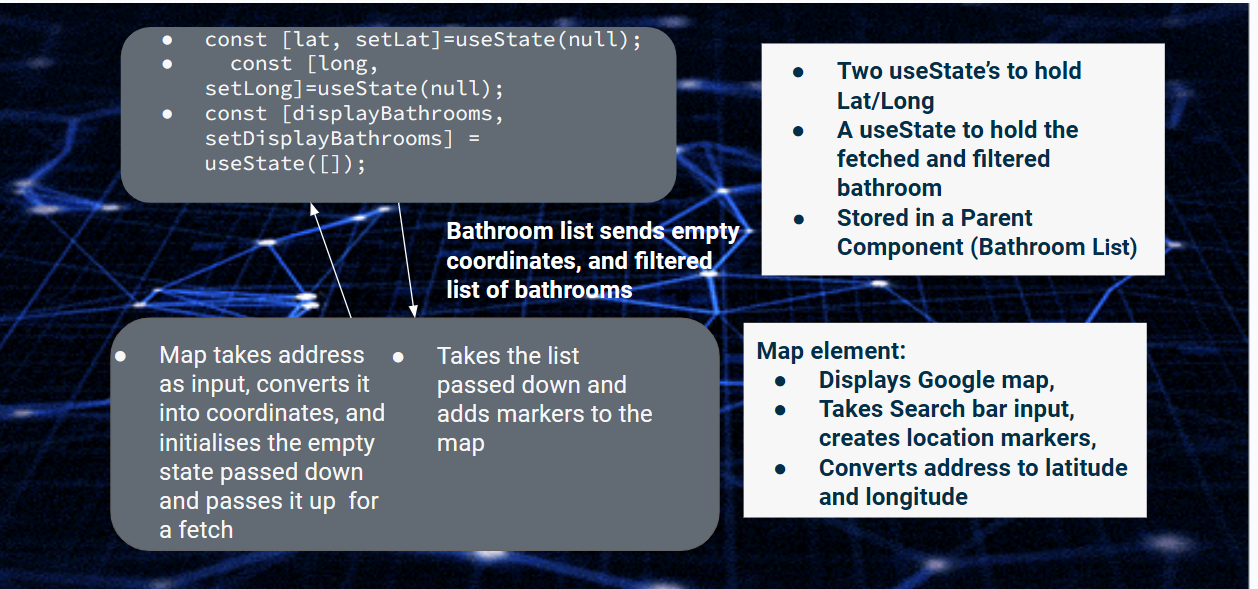 ● const [lat, setLat]=useState(null);
● const [long,
setLong]=useState(null);
● const [displayBathrooms,
setDisplayBathrooms] =
useState([]);
● Two useState’s to hold
Lat/Long
● A useState to hold the
fetched and filtered
bathroom
● Stored in a Parent
Component (Bathroom List)
Bathroom list sends empty
coordinates, and filtered
list of bathrooms
● Map takes address
as input, converts it
into coordinates, and
initialises the empty
state passed down
and passes it up for
a fetch
● Takes the list
passed down and
adds markers to the
map
Map element:
● Displays Google map,
● Takes Search bar input,
creates location markers,
● Converts address to latitude
and longitude